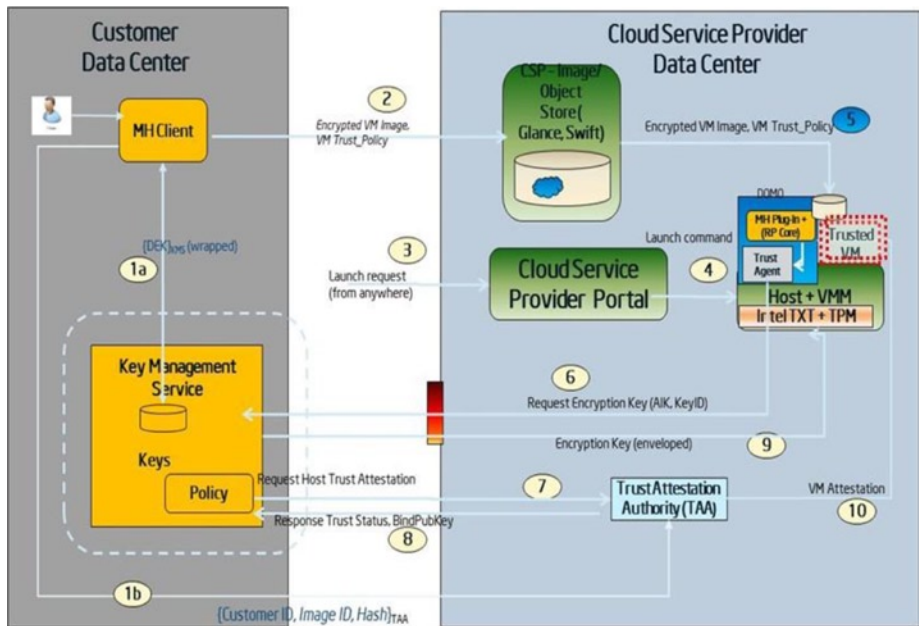 Customer
Data Center
Cloud Service Provider
Data Center
MH Client
2
Encrypted VM Image,
VM Trust_Policy
CSP – Image/
Object
Store (
Glance, Swift)
Encrypted VM Image, VM Trust_Policy
5
{DEK}KMS (wrapped)
1a
3
Launch request
(from anywhere)
Cloud Service
Provider Portal
Launch command
4
DOM0
MH Plug-In +
(RP Core)
Trust
Agent
Trusted
VM
Host + VMM
Intel TXT + TPM
Key Management
Service
Keys
Policy
6
Request Encryption Key (AIK, KeyID)
Encryption Key (enveloped)
9
Request Host Trust Attestation
7
Response Trust Status, BindPubKey
8
Trust Attestation
Authority (TAA)
VM Attestation
10
1b
{Customer ID, Image ID, Hash}TAA